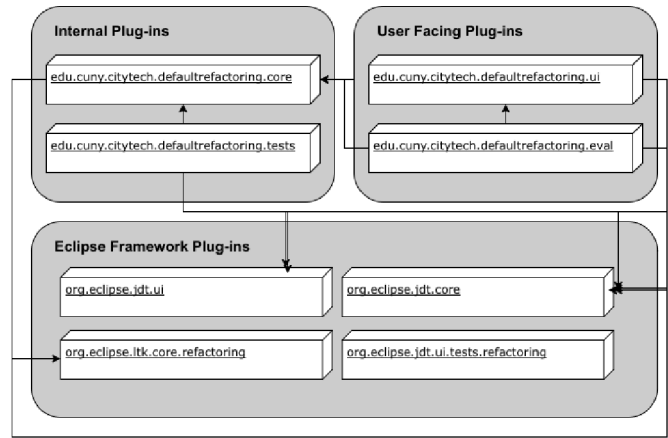 Internal Plug-ins
edu.cuny.citytech.defaultrefactoring.core
edu.cuny.citytech.defaultrefactoring.tests
User Facing Plug-ins
edu.cuny.citytech.defaultrefactoring.ui
edu.cuny.citytech.defaultrefactoring.eval
Eclipse Framework Plug-ins
org.eclipse.jdt.ui
org.eclipse.jdt.core
org.eclipse.ltk.core.refactoring
org.eclipse.jdt.ui.tests.refactoring